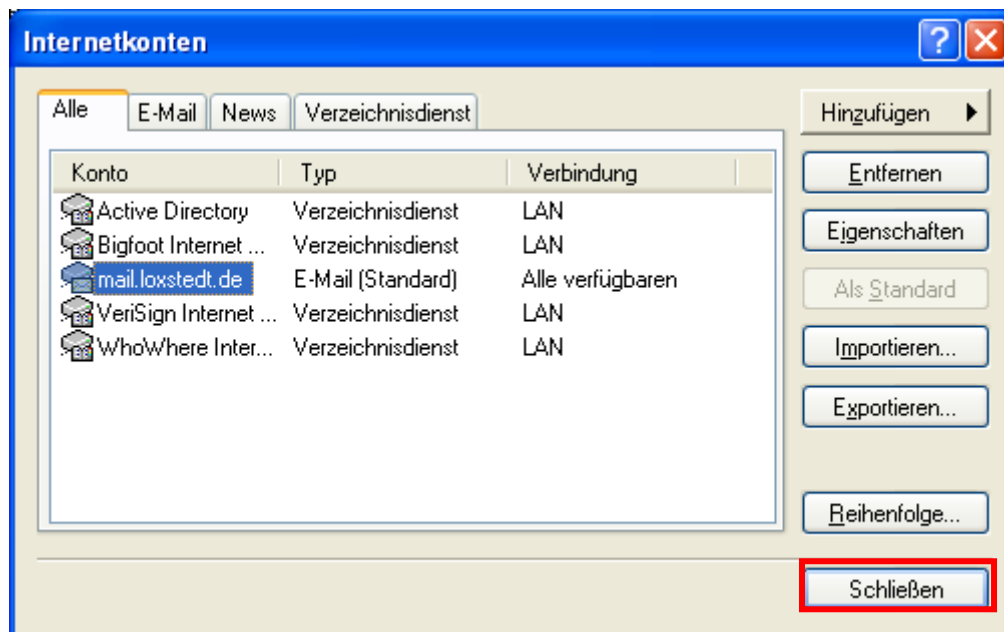 Internetkonten
Alle E-Mail News Verzeichnisdienst
Hinzufügen
Konto Typ Verbindung
Entfernen
Active Directory Verzeichnisdienst LAN
Eigenschaften
Bigfoot Internet ... Verzeichnisdienst LAN
mail.loxstedt.de E-Mail (Standard) Alle verfügbaren
Als Standard
VeriSign Internet ... Verzeichnisdienst LAN
WhoWhere Inter... Verzeichnisdienst LAN
Importieren...
Exportieren...
Reihenfolge...
Schließen